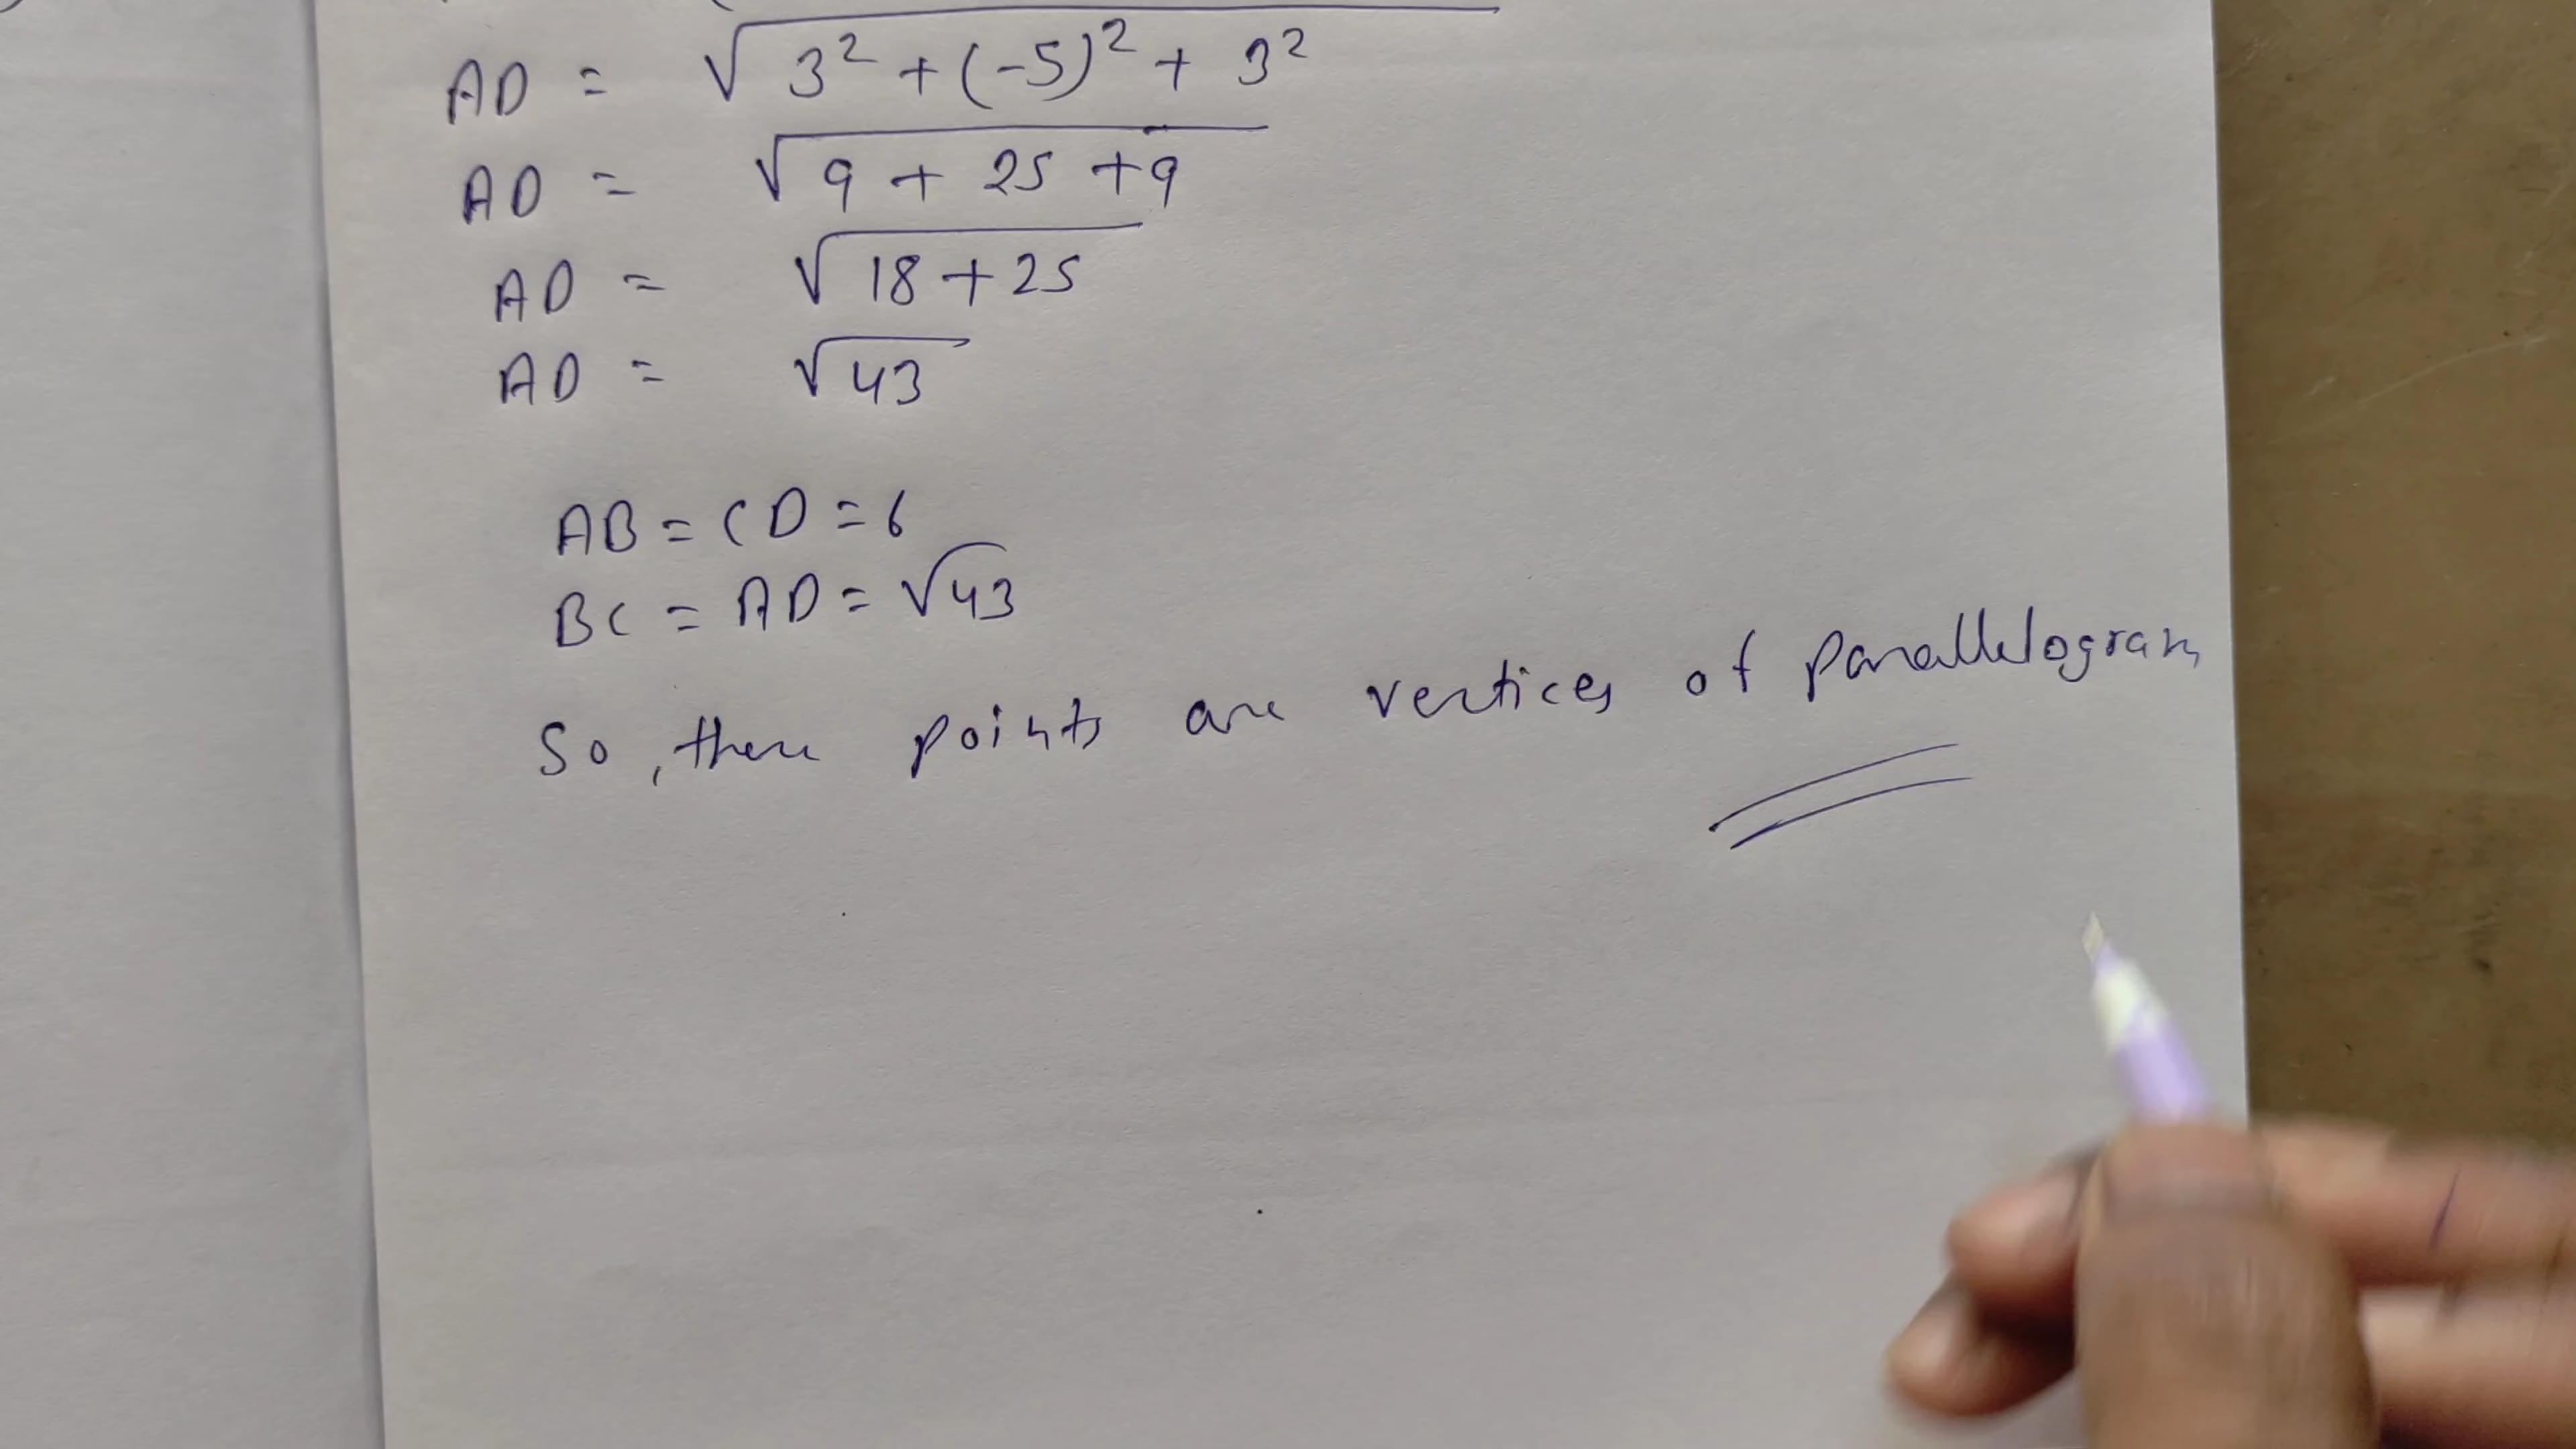 AD = √3² + (-5)² + 3²
AD = √9 + 25 + 9
AD = √18 + 25
AD = √43
AB = CD = 6
BC = AD = √43
So, these points are vertices of parallelogram